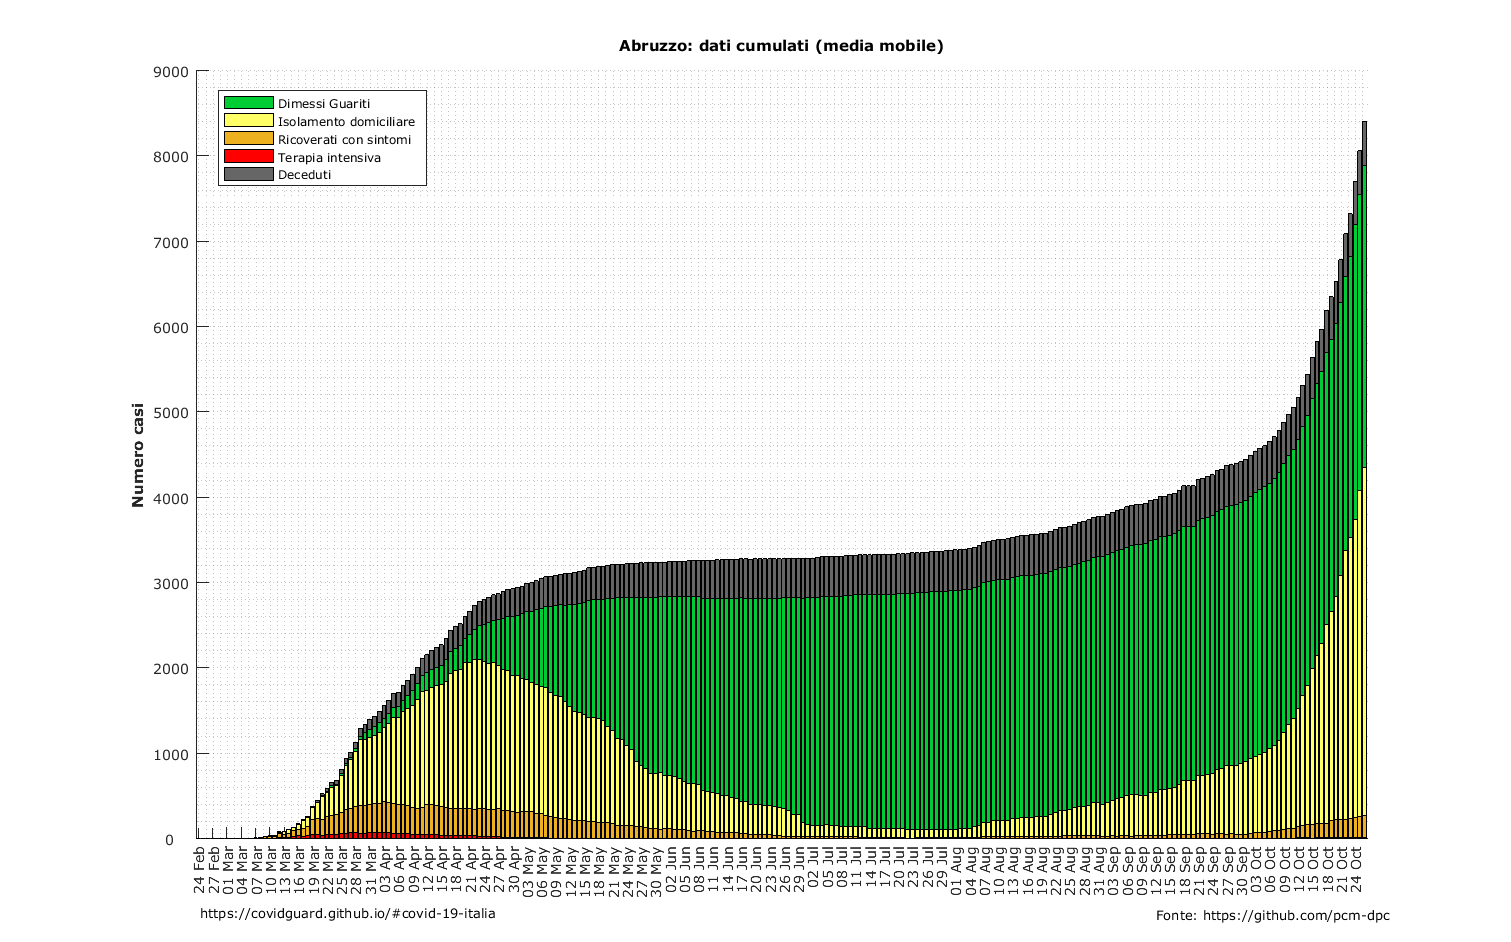 Abruzzo: dati cumulati (media mobile)
9000
8000
7000
6000
5000
4000
3000
2000
1000
0
Numero casi
Dimessi Guariti
Isolamento domiciliare
Ricoverati con sintomi
Terapia intensiva
Deceduti
24 Feb
27 Feb
01 Mar
04 Mar
07 Mar
10 Mar
13 Mar
16 Mar
19 Mar
22 Mar
25 Mar
28 Mar
31 Mar
03 Apr
06 Apr
09 Apr
12 Apr
15 Apr
18 Apr
21 Apr
24 Apr
27 Apr
30 Apr
03 May
06 May
09 May
12 May
15 May
18 May
21 May
24 May
27 May
30 May
02 Jun
05 Jun
08 Jun
11 Jun
14 Jun
17 Jun
20 Jun
23 Jun
26 Jun
29 Jun
02 Jul
05 Jul
08 Jul
11 Jul
14 Jul
17 Jul
20 Jul
23 Jul
26 Jul
29 Jul
01 Aug
04 Aug
07 Aug
10 Aug
13 Aug
16 Aug
19 Aug
22 Aug
25 Aug
28 Aug
31 Aug
03 Sep
06 Sep
09 Sep
12 Sep
15 Sep
18 Sep
21 Sep
24 Sep
27 Sep
30 Sep
03 Oct
06 Oct
09 Oct
12 Oct
15 Oct
18 Oct
21 Oct
24 Oct
https://covidguard.github.io/#covid-19-italia
Fonte: https://github.com/pcm-dpc